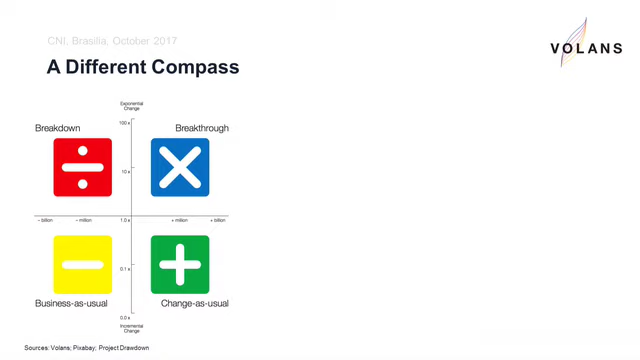 CNI, Brasilia, October 2017
VOLANS
A Different Compass
Exponential
Change
100 x
Breakdown
Breakthrough
10 x
– billion
– million
1.0 x
+ million
+ billion
0.1 x
Business-as-usual
Change-as-usual
0.0 x
Incremental
Change
Sources: Volans; Pixabay; Project Drawdown